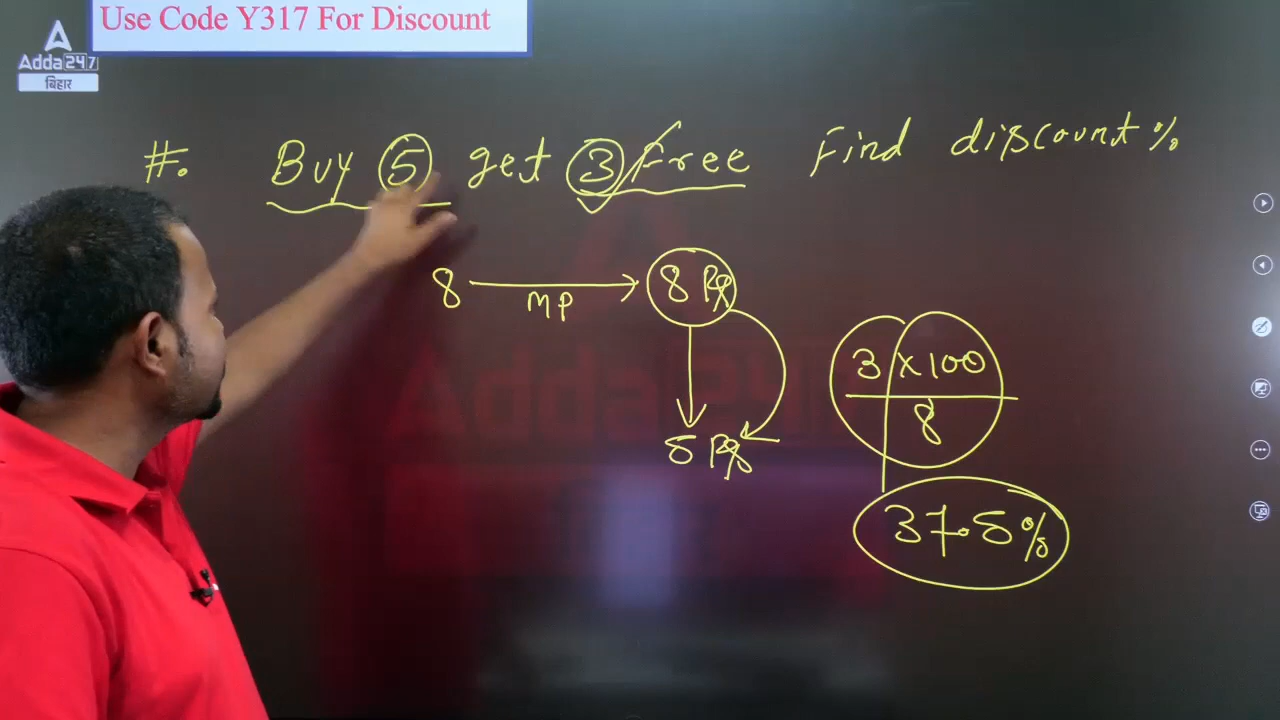 Use Code Y317 For Discount
Adda247
बिहार
#. Buy 5 get 3 Free Find discount%
8 MP 8 Rs
3 × 100
8
5 Rs
37.5%